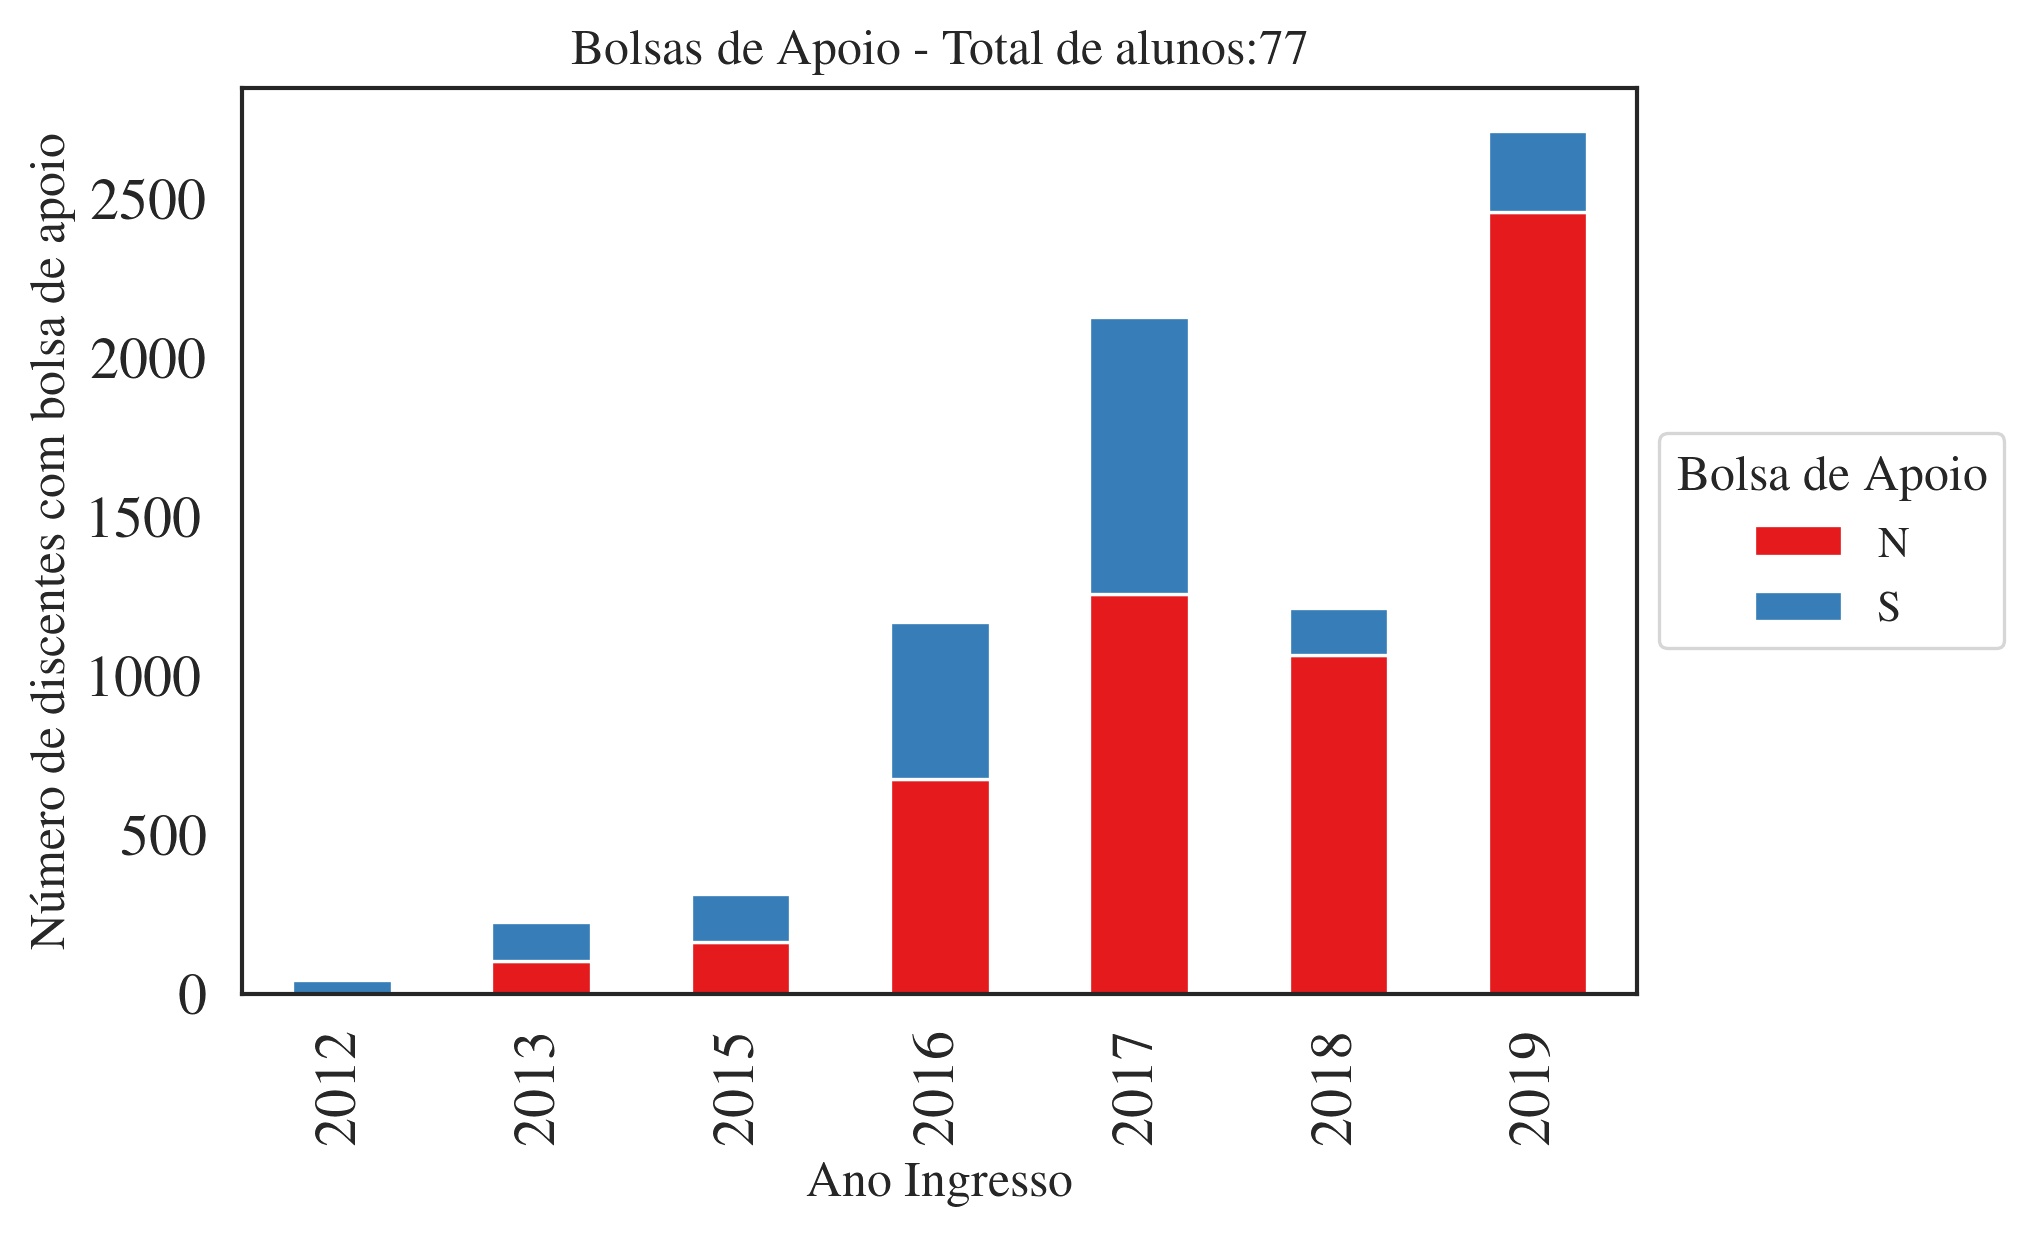 Bolsas de Apoio - Total de alunos:77
Número de discentes com bolsa de apoio
2500
2000
1500
1000
500
0
2012
2013
2015
2016
2017
2018
2019
Ano Ingresso
Bolsa de Apoio
N
S